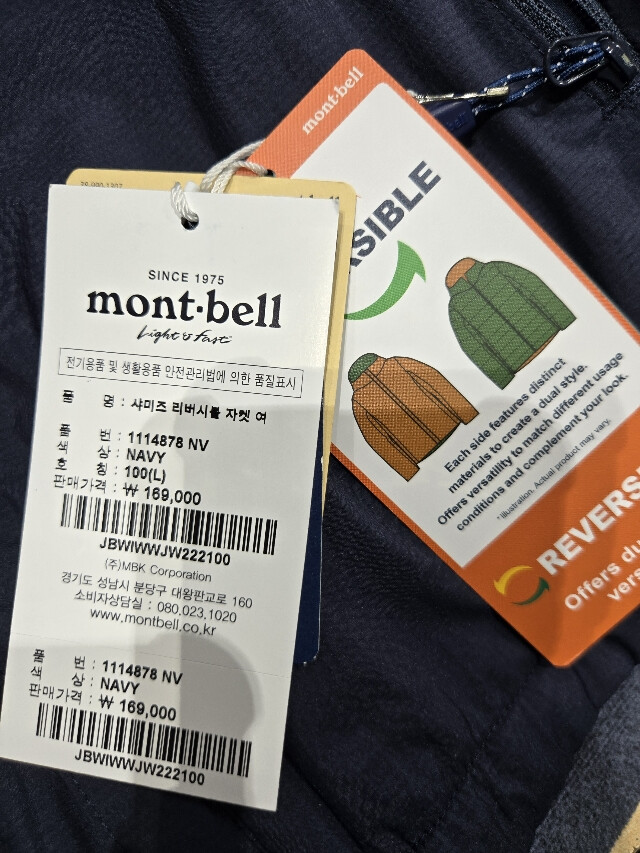 SINCE 1975
mont·bell
Light & Fast
전기용품 및 생활용품 안전관리법에 의한 품질표시
품 명 : 샤미즈 리버시블 자켓 여
품 번 : 1114878 NV
색 상 : NAVY
호 칭 : 100(L)
판매가격 : ₩ 169,000
JBWIWWJW222100
(주)MBK Corporation
경기도 성남시 분당구 대왕판교로 160
소비자상담실 : 080.023.1020
www.montbell.co.kr
품 번 : 1114878 NV
색 상 : NAVY
판매가격 : ₩ 169,000
JBWIWWJW222100
mont·bell
SIBLE
Each side features distinct
materials to create a dual style.
Offers versatility to match different usage
conditions and complement your look.
*Illustration. Actual product may vary.
REVERS
Offers du
vers